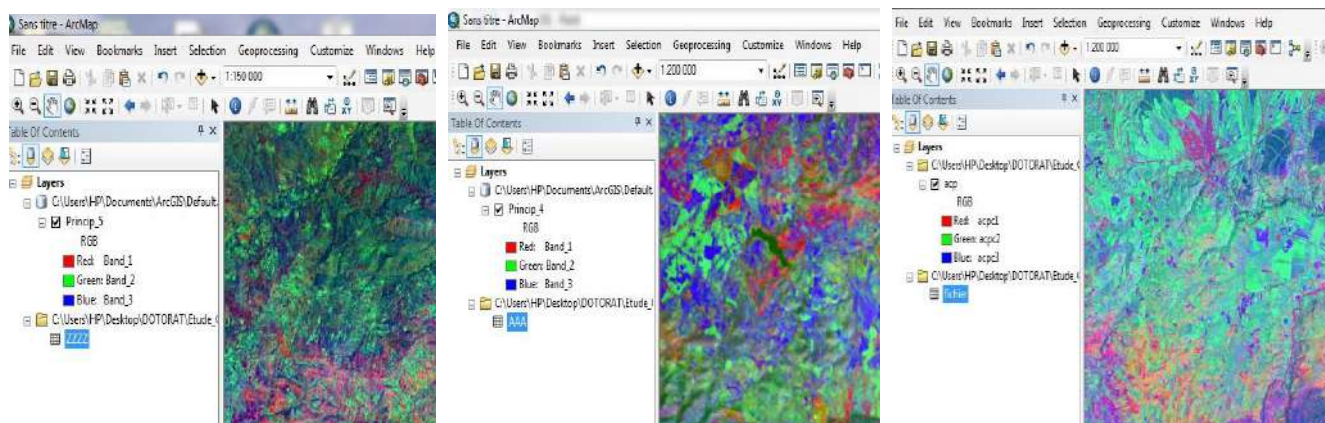 Sans titre - ArcMap
File Edit View Bookmarks Insert Selection Geoprocessing Customize Windows Help
1:150 000
Table Of Contents
Layers
C:\Users\HP\Documents\ArcGIS\Default.
Princip_5
RGB
Red: Band_1
Green: Band_2
Blue: Band_3
C:\Users\HP\Desktop\DOTORAT\Etude_
ZZZZ
Sans titre - ArcMap
File Edit View Bookmarks Insert Selection Geoprocessing Customize Windows Help
1:200 000
Table Of Contents
Layers
C:\Users\HP\Documents\ArcGIS\Default.
Princip_4
RGB
Red: Band_1
Green: Band_2
Blue: Band_3
C:\Users\HP\Desktop\DOTORAT\Etude_
AAA
File Edit View Bookmarks Insert Selection Geoprocessing Customize Windows Help
1:200 000
Table Of Contents
Layers
C:\Users\HP\Desktop\DOTORAT\Etude_
acp
RGB
Red: acpc1
Green: acpc2
Blue: acpc3
C:\Users\HP\Desktop\DOTORAT\Etude_
fichier